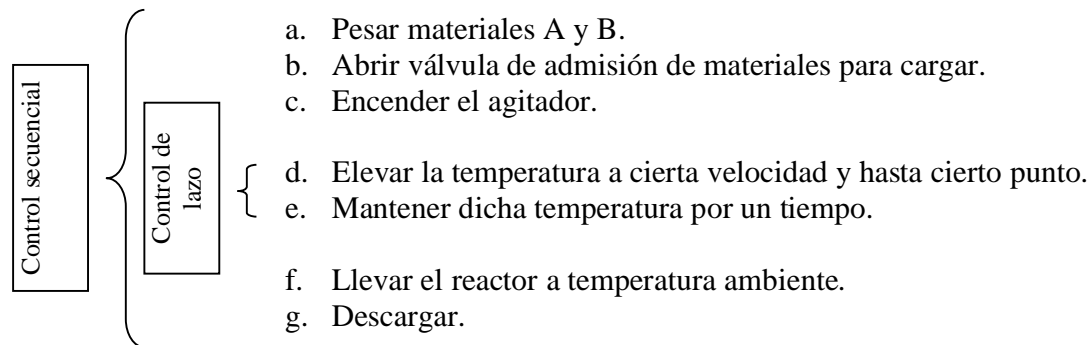 Control secuencial
Control de
lazo
a. Pesar materiales A y B.
b. Abrir válvula de admisión de materiales para cargar.
c. Encender el agitador.
d. Elevar la temperatura a cierta velocidad y hasta cierto punto.
e. Mantener dicha temperatura por un tiempo.
f. Llevar el reactor a temperatura ambiente.
g. Descargar.